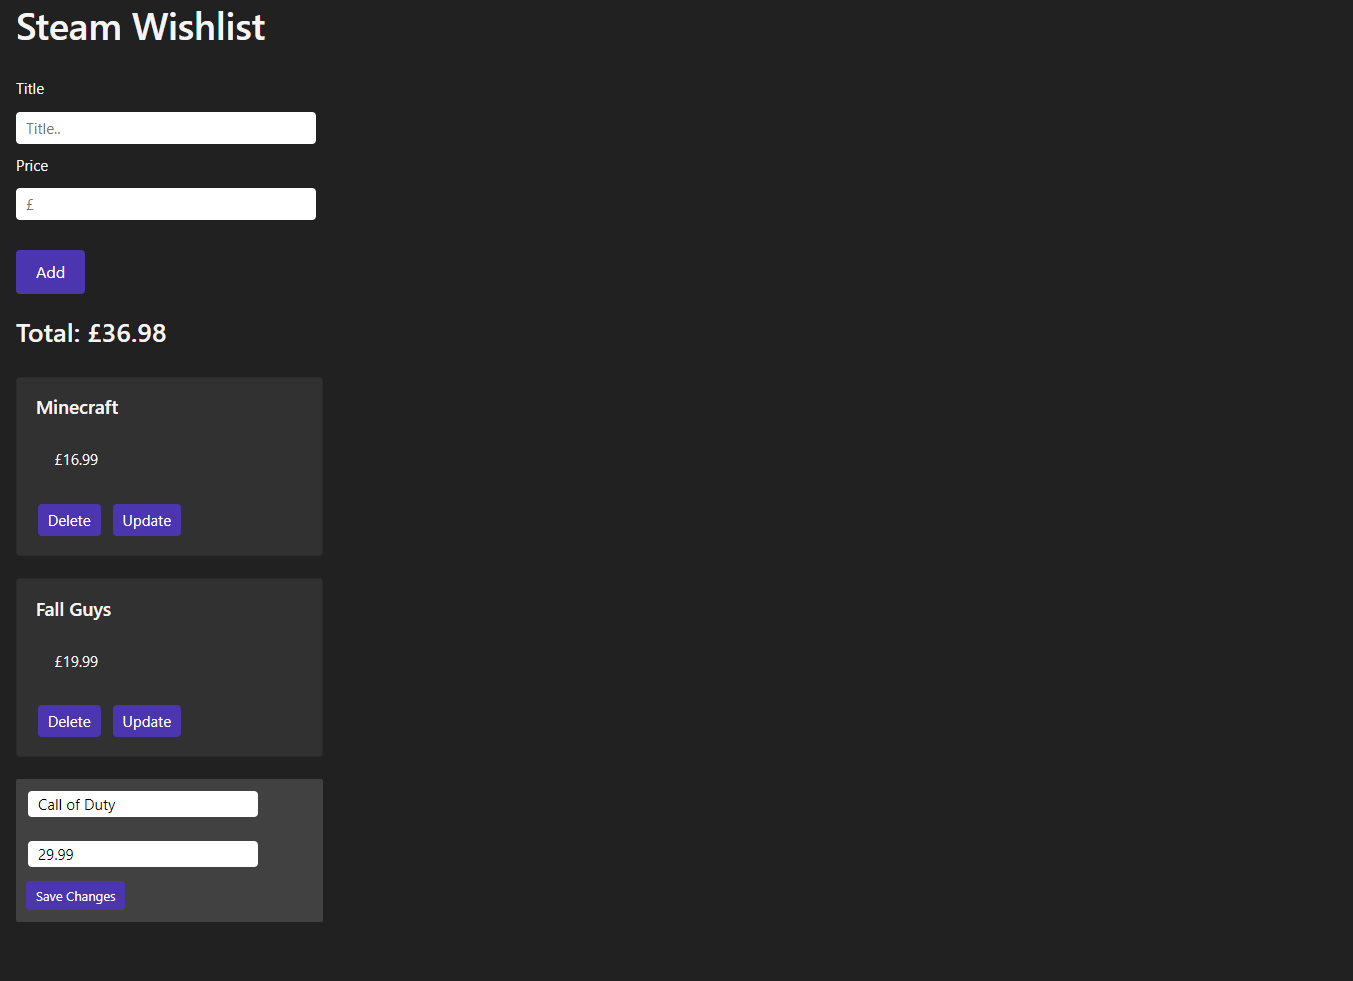 Steam Wishlist
Title
Title..
Price
£
Add
Total: £36.98
Minecraft
£16.99
Delete Update
Fall Guys
£19.99
Delete Update
Call of Duty
29.99
Save Changes